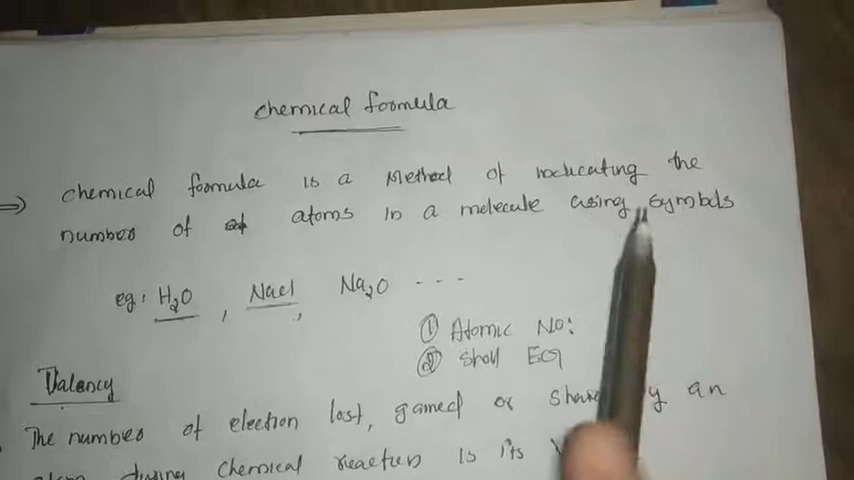 chemical formula
⇒ chemical formula is a Method of indicating the
number of atoms in a molecule using symbols
eg: H₂O , NaCl , Na₂O - - -
① Atomic No:
② Shell
Valency
The number of electron lost, gained or by an
during chemical reaction is its